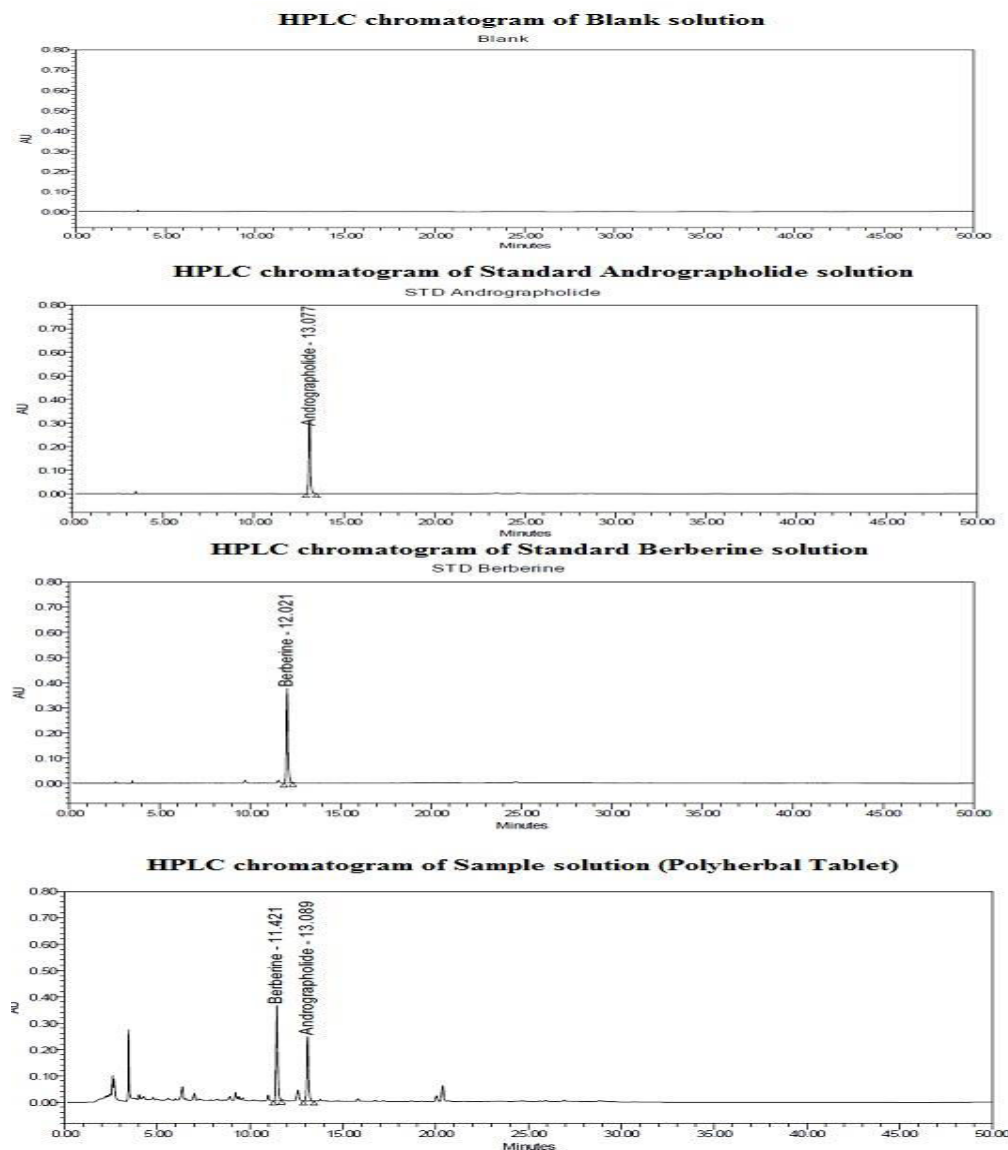 HPLC chromatogram of Blank solution
Blank
0.80
0.70
0.60
0.50
0.40
0.30
0.20
0.10
0.00
AU
0.00 5.00 10.00 15.00 20.00 25.00 30.00 35.00 40.00 45.00 50.00
Minutes
HPLC chromatogram of Standard Andrographolide solution
STD Andrographolide
0.80
0.70
0.60
0.50
0.40
0.30
0.20
0.10
0.00
AU
Andrographolide - 13.077
0.00 5.00 10.00 15.00 20.00 25.00 30.00 35.00 40.00 45.00 50.00
Minutes
HPLC chromatogram of Standard Berberine solution
STD Berberine
0.80
0.70
0.60
0.50
0.40
0.30
0.20
0.10
0.00
AU
Berberine - 12.021
0.00 5.00 10.00 15.00 20.00 25.00 30.00 35.00 40.00 45.00 50.00
Minutes
HPLC chromatogram of Sample solution (Polyherbal Tablet)
0.80
0.70
0.60
0.50
0.40
0.30
0.20
0.10
0.00
AU
Berberine - 11.421
Andrographolide - 13.089
0.00 5.00 10.00 15.00 20.00 25.00 30.00 35.00 40.00 45.00 50.00
Minutes